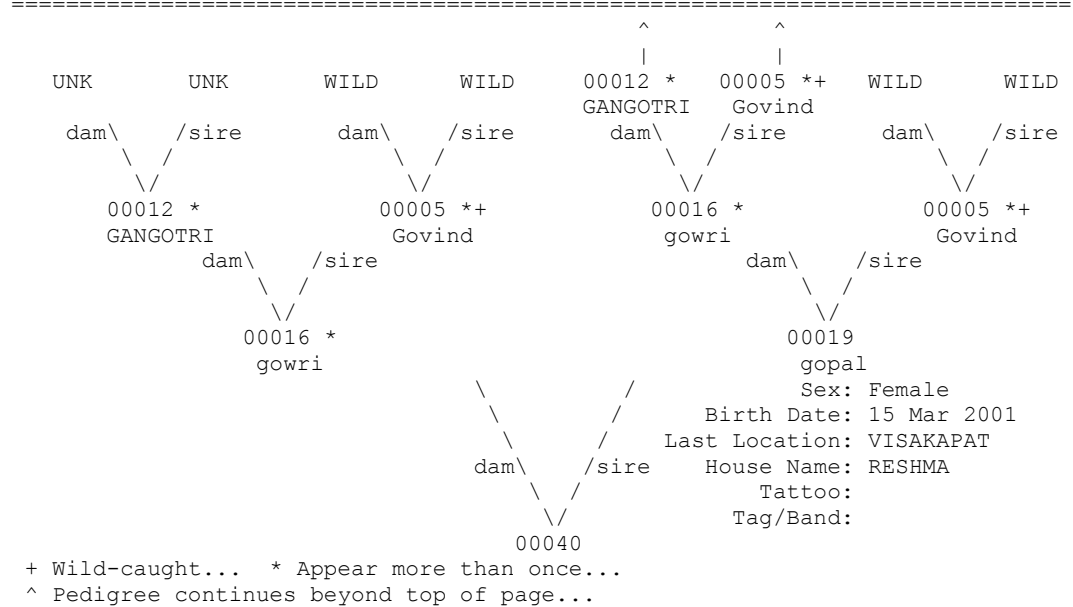 ==============================================================================
^ ^
| |
UNK UNK WILD WILD 00012 * 00005 *+ WILD WILD
GANGOTRI Govind
dam\ /sire dam\ /sire dam\ /sire dam\ /sire
\ / \ / \ / \ /
\/ \/ \/ \/
00012 * 00005 *+ 00016 * 00005 *+
GANGOTRI Govind gowri Govind
dam\ /sire dam\ /sire
\ / \ /
\/ \/
00016 * 00019
gowri gopal
\ / Sex: Female
\ / Birth Date: 15 Mar 2001
\ / Last Location: VISAKAPAT
dam\ /sire House Name: RESHMA
\ / Tattoo:
\/ Tag/Band:
00040
+ Wild-caught... * Appear more than once...
^ Pedigree continues beyond top of page...